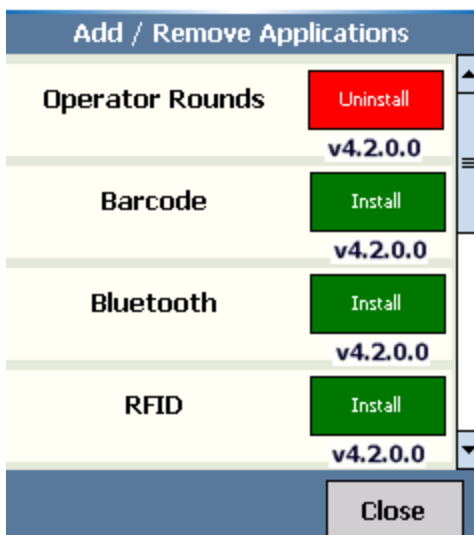 Add / Remove Applications
Operator Rounds
Uninstall
v4.2.0.0
Barcode
Install
v4.2.0.0
Bluetooth
Install
v4.2.0.0
RFID
Install
v4.2.0.0
Close